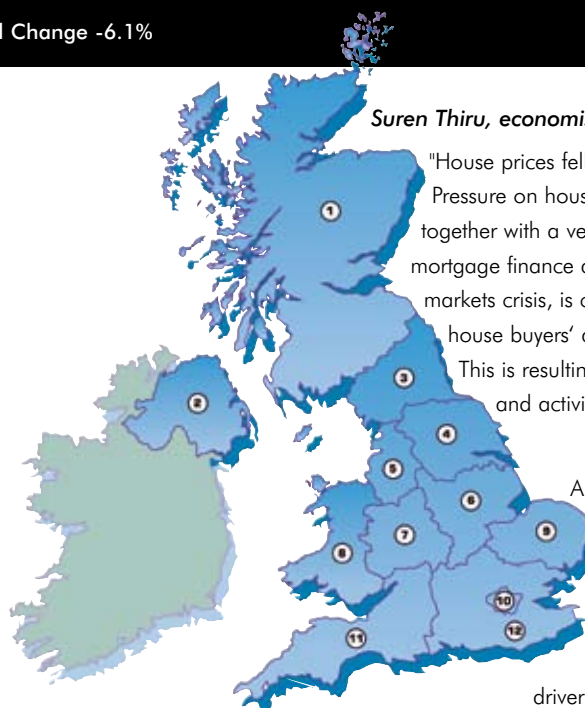 l Change -6.1%
Suren Thiru, economis
"House prices fell
Pressure on hous
together with a ve
mortgage finance a
markets crisis, is c
house buyers' a
This is resultin
and activi
A
driver
1
2
3
4
5
6
7
8
9
10
11
12